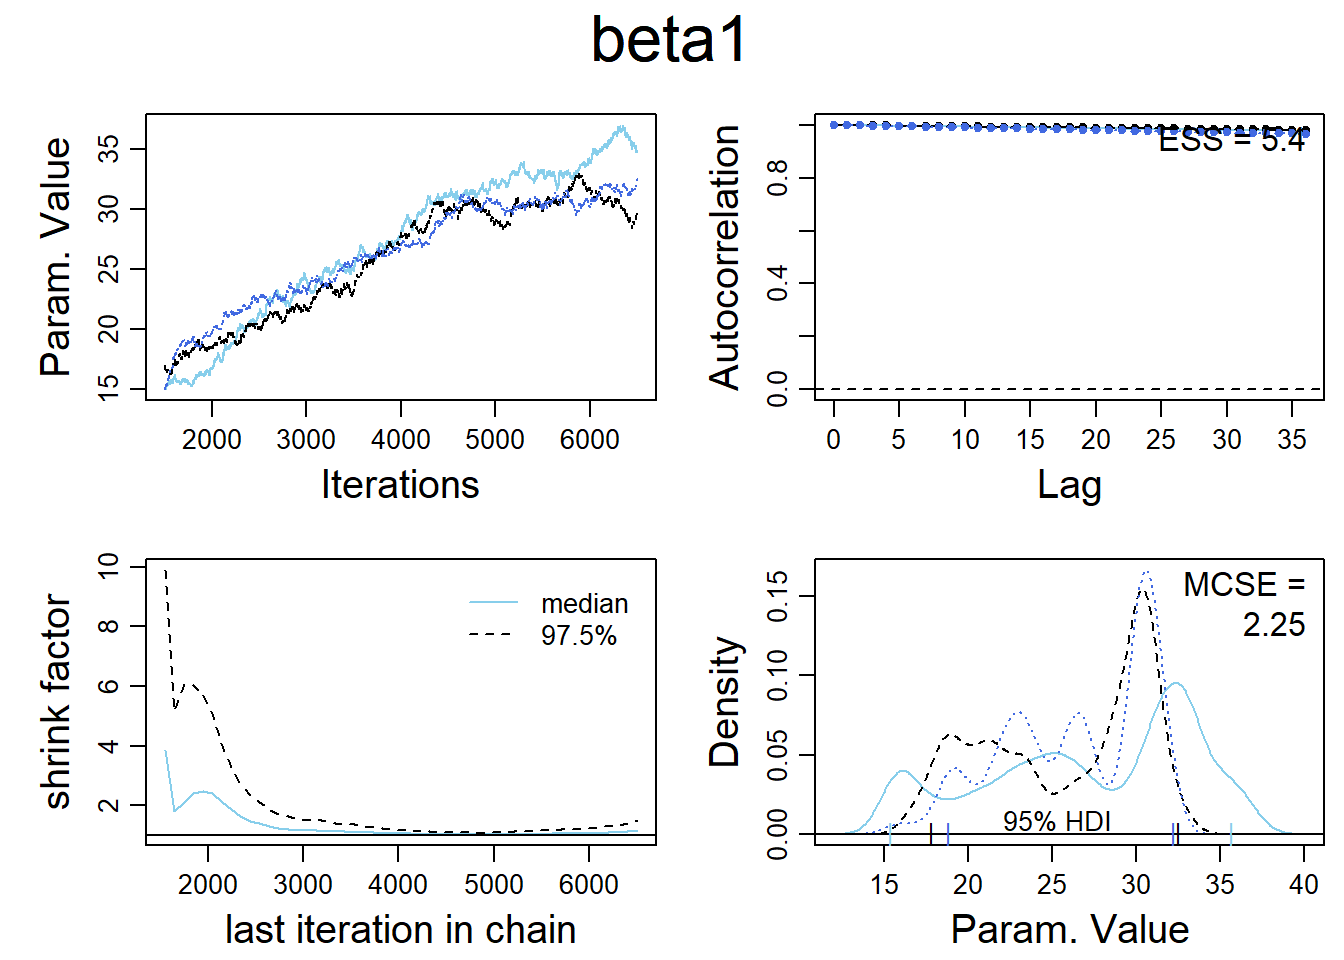 beta1
35
30
25
20
15
Param. Value
2000 3000 4000 5000 6000
Iterations
ESS = 5.4
0.8
0.4
0.0
Autocorrelation
0 5 10 15 20 25 30 35
Lag
10
8
6
4
2
shrink factor
median
97.5%
2000 3000 4000 5000 6000
last iteration in chain
MCSE =
2.25
0.15
0.10
0.05
0.00
Density
95% HDI
15 20 25 30 35 40
Param. Value